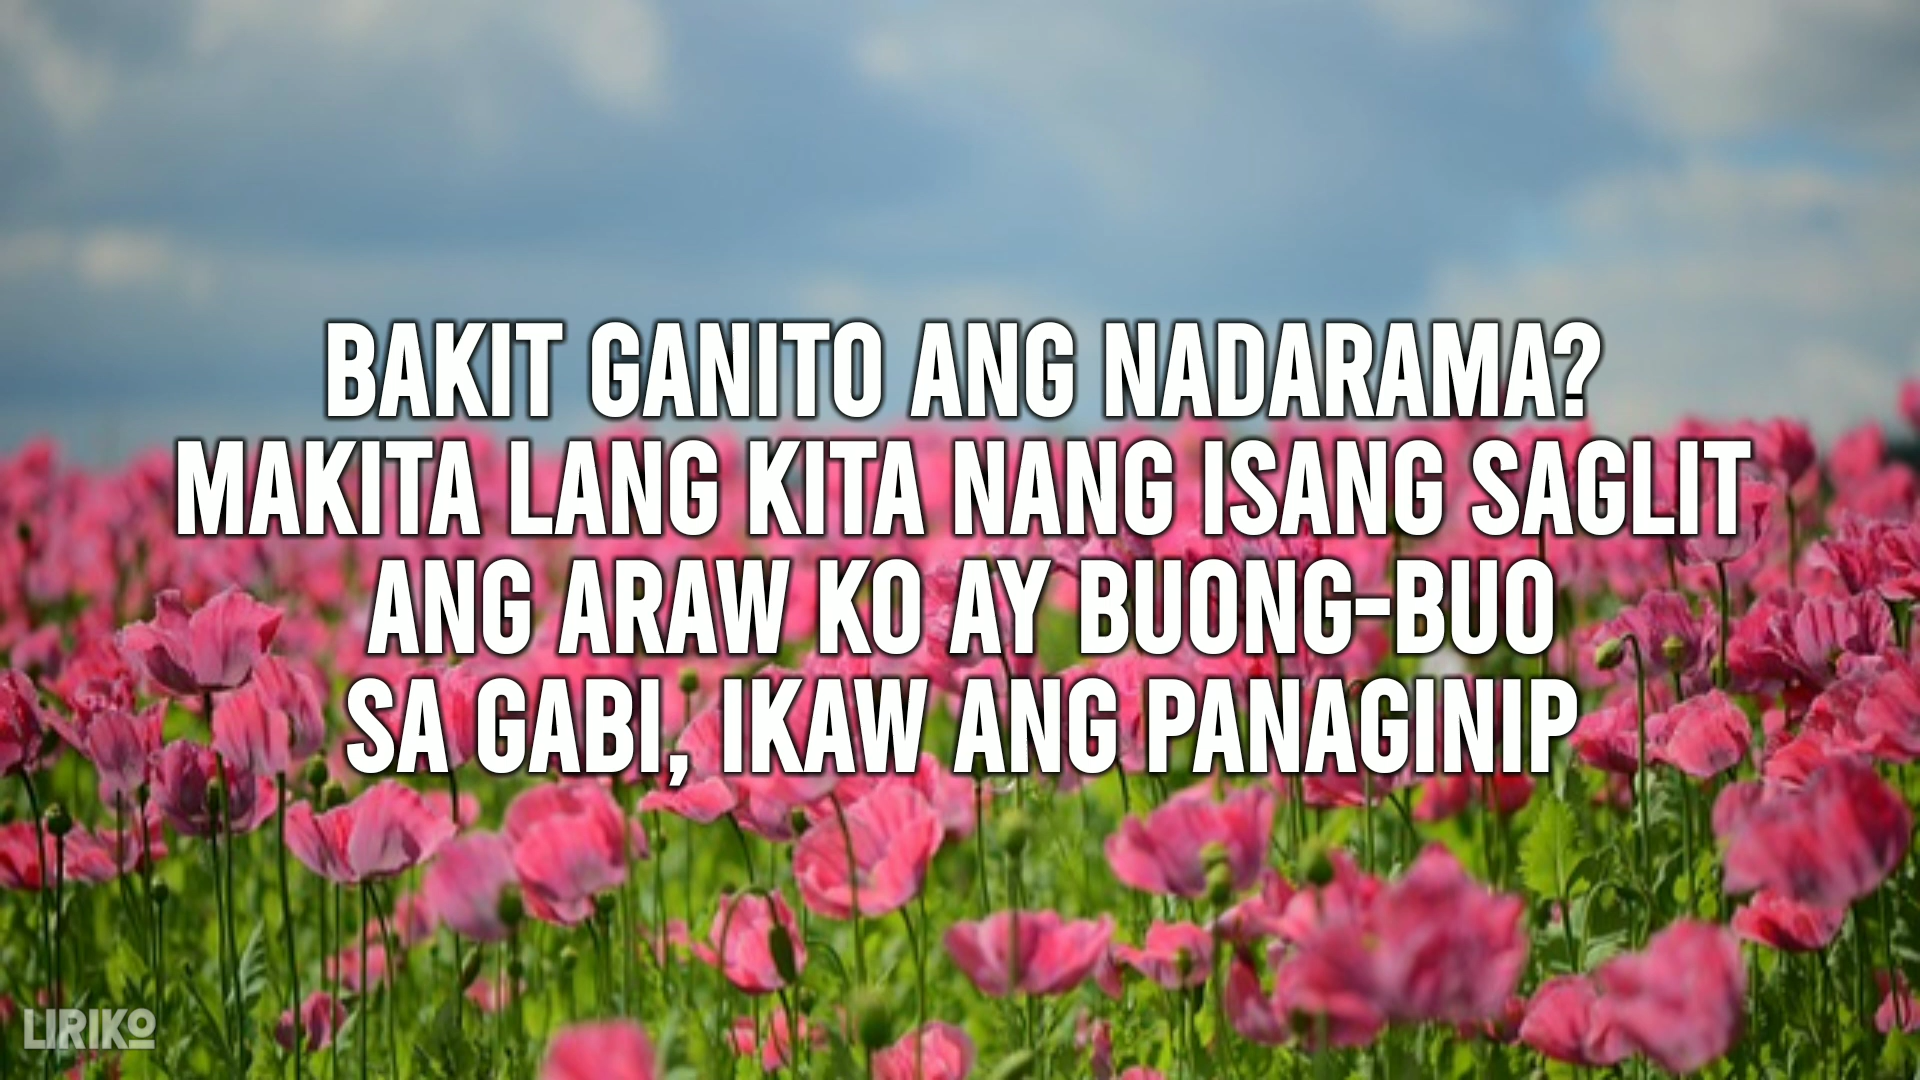 BAKIT GANITO ANG NADARAMA?
MAKITA LANG KITA NANG ISANG SAGLIT
ANG ARAW KO AY BUONG-BUO
SA GABI, IKAW ANG PANAGINIP
LIRIKO